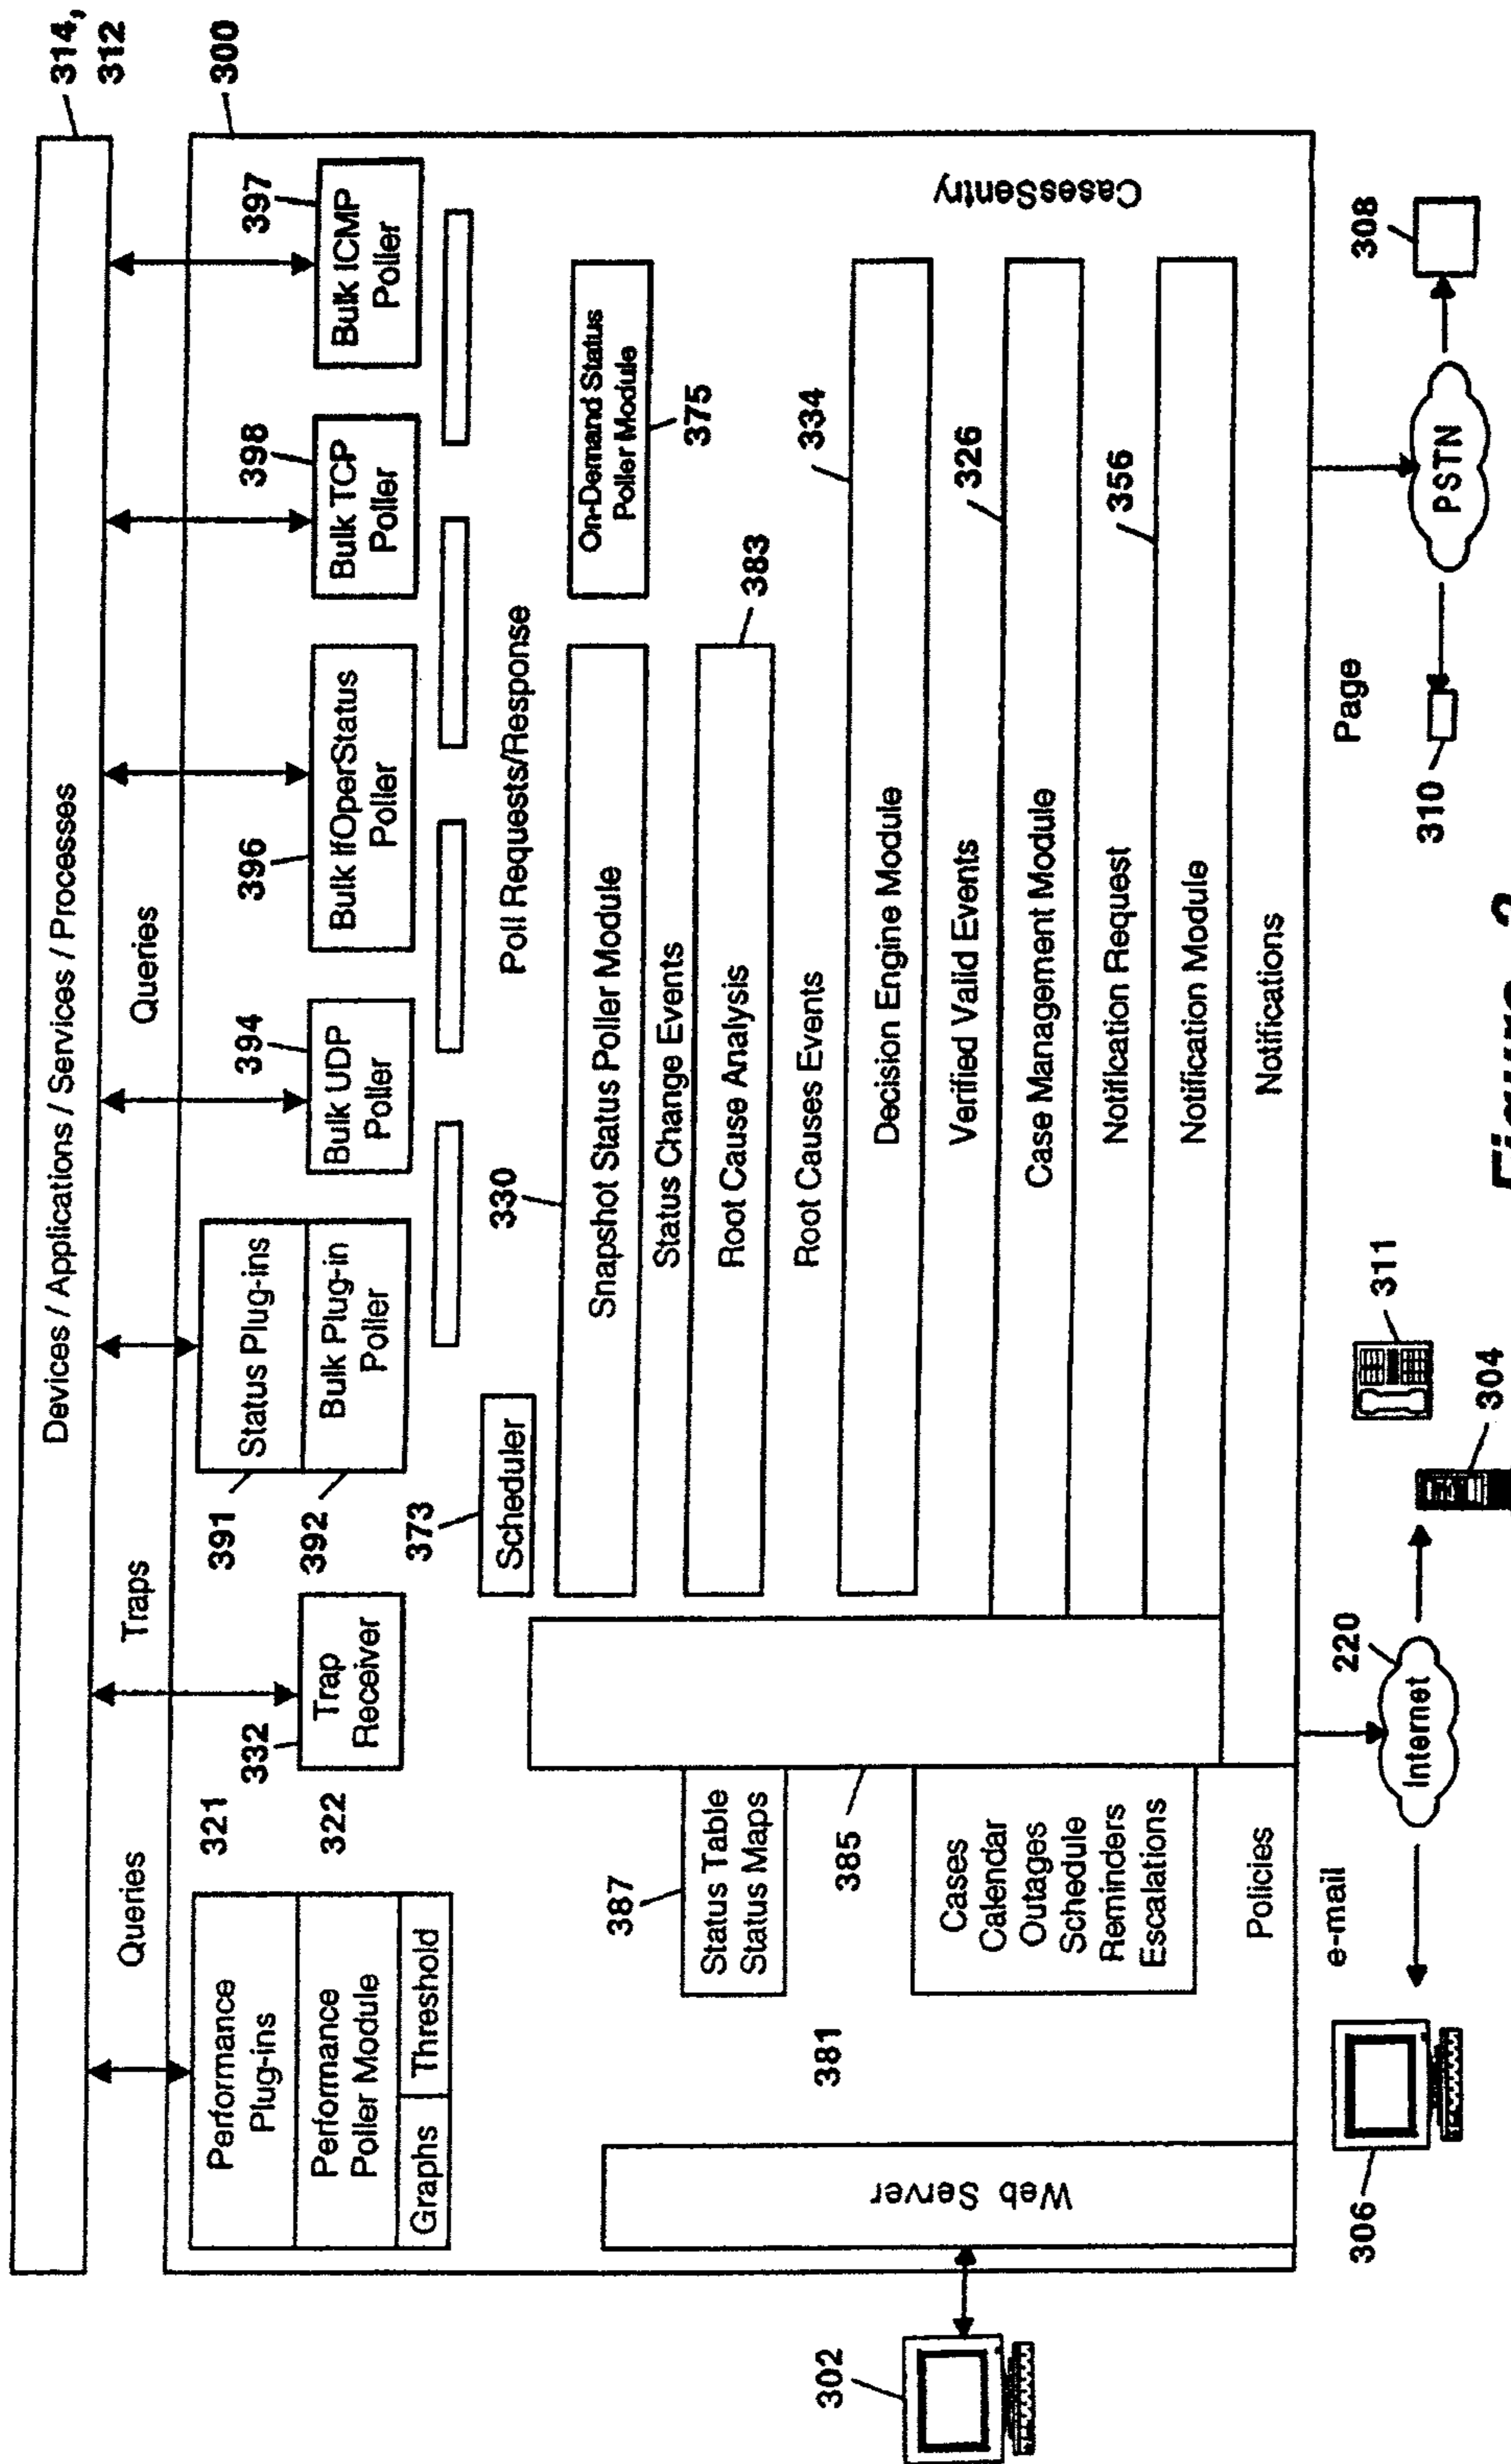 314,
312
Devices / Applications / Services / Processes
Queries
Traps
Queries
300
Performance
Plug-ins
Performance
Poller Module
Graphs
Threshold
321
322
332
Trap
Receiver
391
Status Plug-ins
392
Bulk Plug-in
Poller
394
Bulk UDP
Poller
396
Bulk IfOperStatus
Poller
398
Bulk TCP
Poller
397
Bulk ICMP
Poller
373
Scheduler
Poll Requests/Response
330
Snapshot Status Poller Module
On-Demand Status
Poller Module
375
Status Change Events
Root Cause Analysis
383
Root Causes Events
334
Decision Engine Module
Verified Valid Events
326
Case Management Module
Notification Request
356
Notification Module
Notifications
CasesSentry
387
Status Table
Status Maps
385
381
Cases
Calendar
Outages
Schedule
Reminders
Escalations
Policies
Web Server
302
306
e-mail
Internet
220
304
311
Page
310
PSTN
308